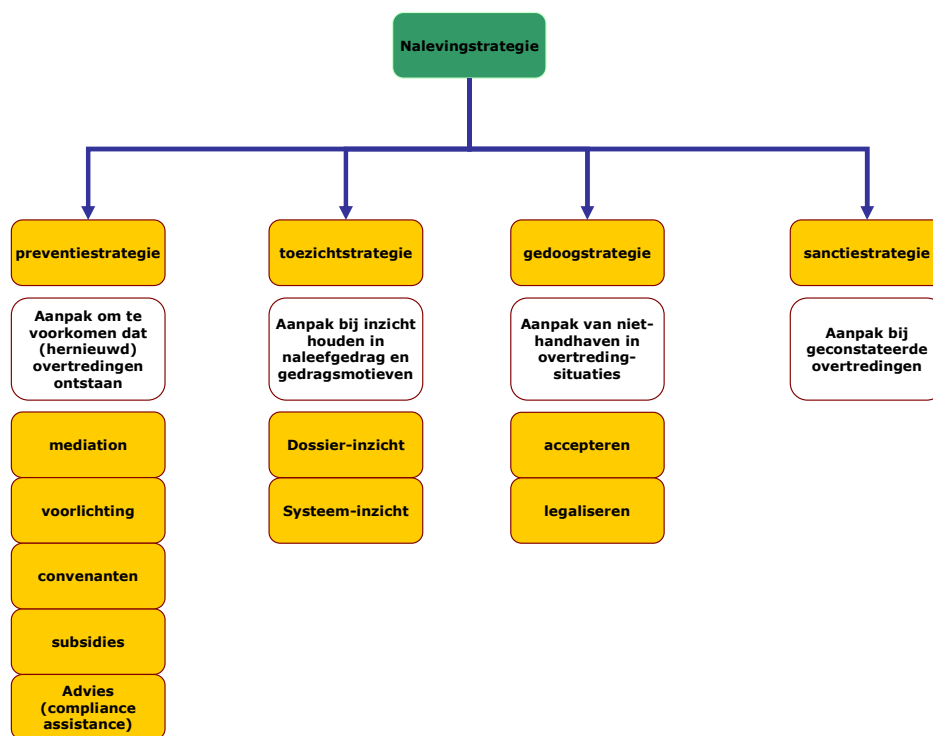 Nalevingstrategie
preventiestrategie
Aanpak om te
voorkomen dat
(hernieuwd)
overtredingen
ontstaan
mediation
voorlichting
convenanten
subsidies
Advies
(compliance
assistance)
toezichtstrategie
Aanpak bij inzicht
houden in
naleefgedrag en
gedragsmotieven
Dossier-inzicht
Systeem-inzicht
gedoogstrategie
Aanpak van niet-
handhaven in
overtreding-
situaties
accepteren
legaliseren
sanctiestrategie
Aanpak bij
geconstateerde
overtredingen